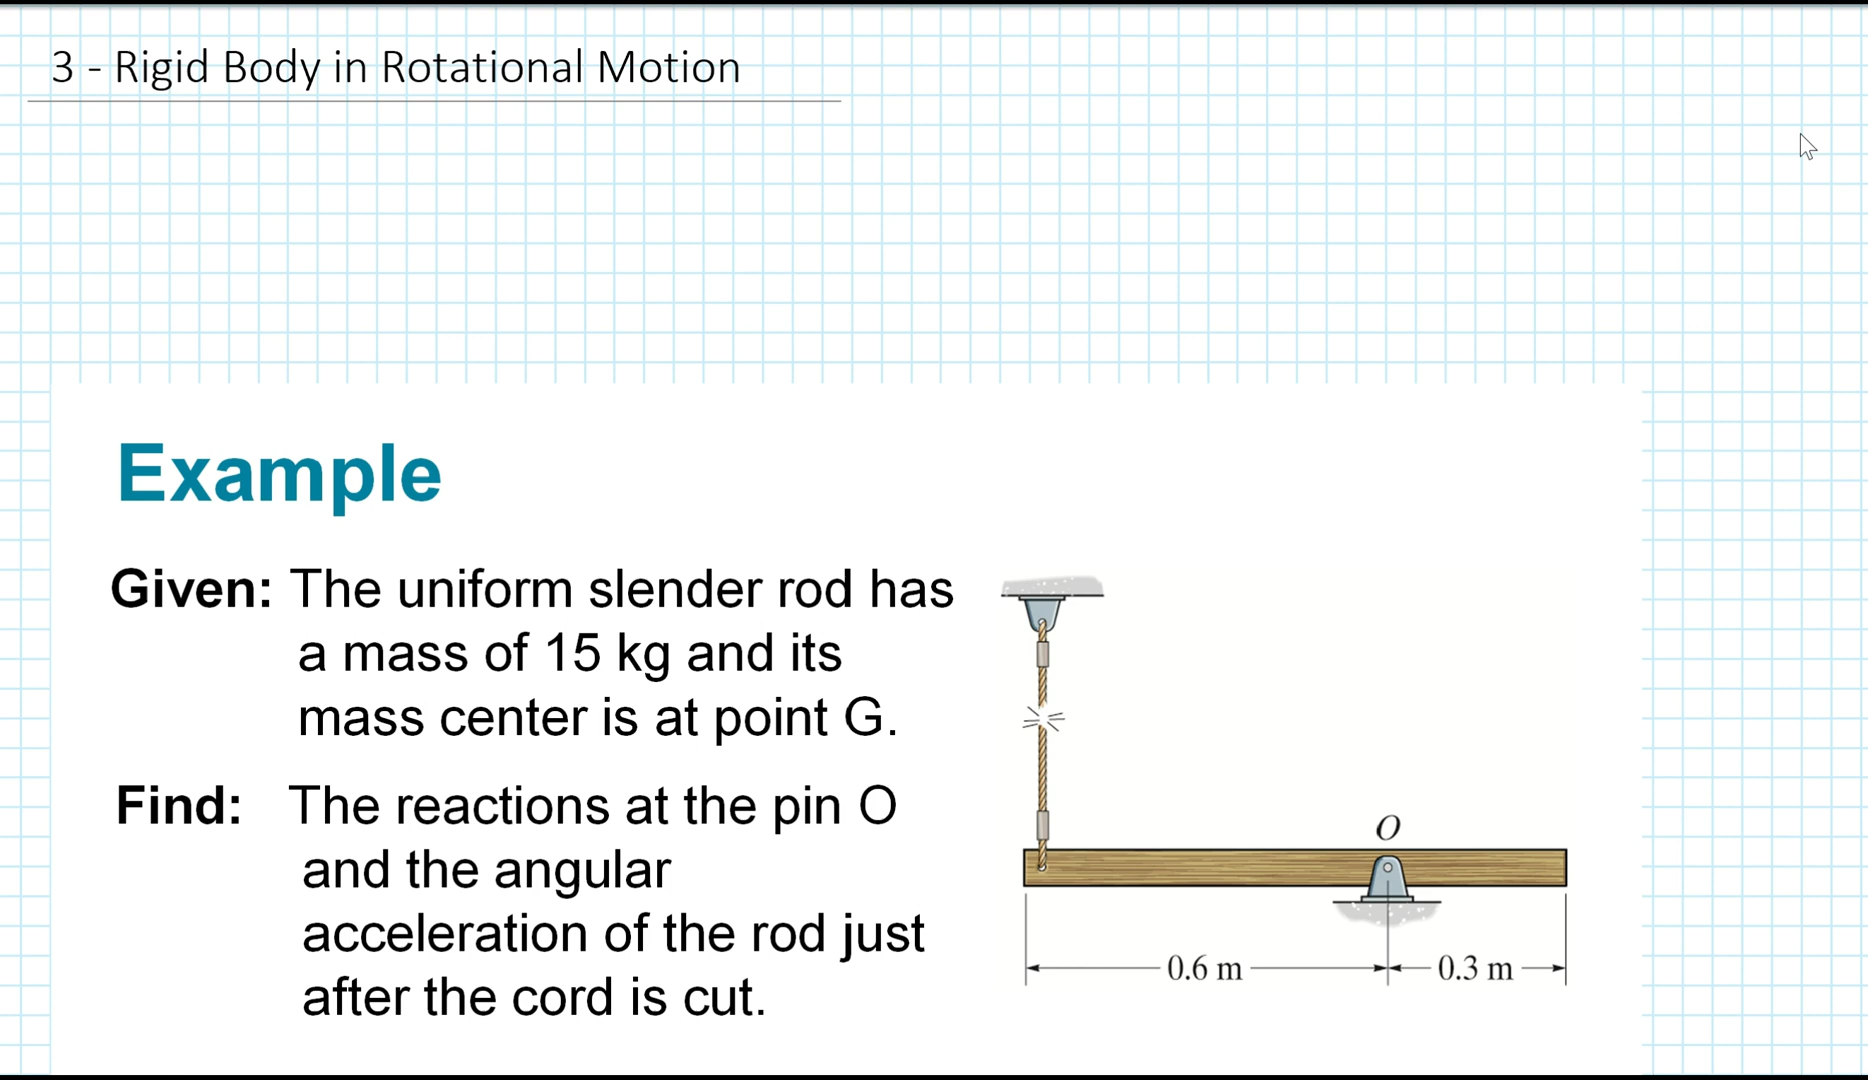 3 - Rigid Body in Rotational Motion
Example
Given: The uniform slender rod has
a mass of 15 kg and its
mass center is at point G.
Find: The reactions at the pin O
and the angular
acceleration of the rod just
after the cord is cut.
O
0.6 m
0.3 m